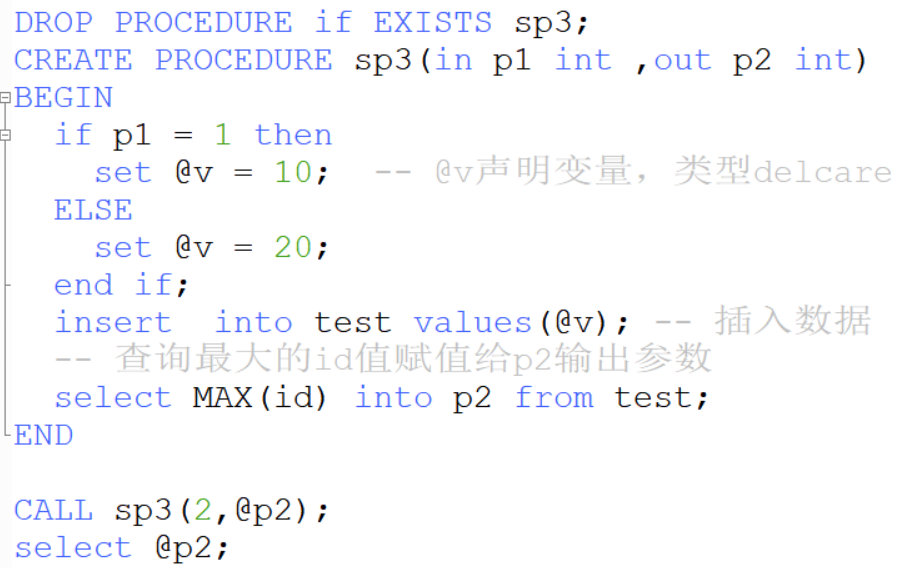 DROP PROCEDURE if EXISTS sp3;
CREATE PROCEDURE sp3(in p1 int ,out p2 int)
BEGIN
  if p1 = 1 then
    set @v = 10;  -- @v声明变量，类型delcare
  ELSE
    set @v = 20;
  end if;
  insert  into test values(@v); -- 插入数据
  -- 查询最大的id值赋值给p2输出参数
  select MAX(id) into p2 from test;
END

CALL sp3(2,@p2);
select @p2;